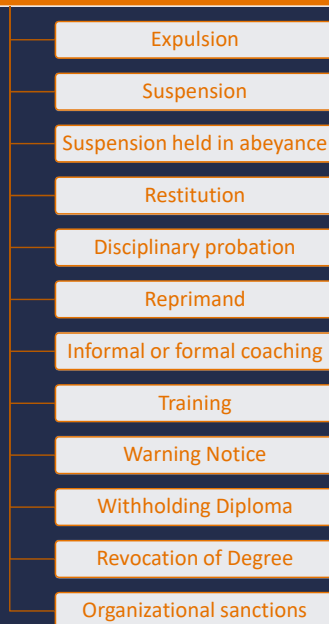 Expulsion
Suspension
Suspension held in abeyance
Restitution
Disciplinary probation
Reprimand
Informal or formal coaching
Training
Warning Notice
Withholding Diploma
Revocation of Degree
Organizational sanctions